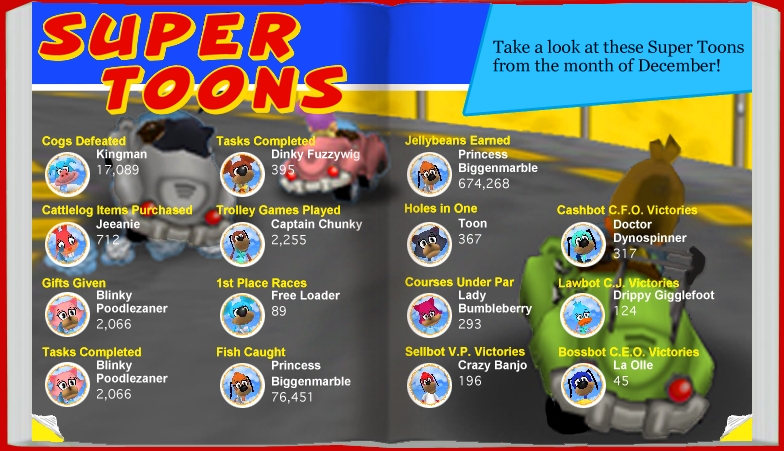 SUPER
TOONS
Take a look at these Super Toons
from the month of December!
Cogs Defeated
Kingman
17,089
Cattlelog Items Purchased
Jeeanie
712
Gifts Given
Blinky
Poodlezaner
2,066
Tasks Completed
Blinky
Poodlezaner
2,066
Tasks Completed
Dinky Fuzzywig
395
Trolley Games Played
Captain Chunky
2,255
1st Place Races
Free Loader
89
Fish Caught
Princess
Biggenmarble
76,451
Jellybeans Earned
Princess
Biggenmarble
674,268
Holes in One
Toon
367
Courses Under Par
Lady
Bumbleberry
293
Sellbot V.P. Victories
Crazy Banjo
196
Cashbot C.F.O. Victories
Doctor
Dynospinner
317
Lawbot C.J. Victories
Drippy Gigglefoot
124
Bossbot C.E.O. Victories
La Olle
45